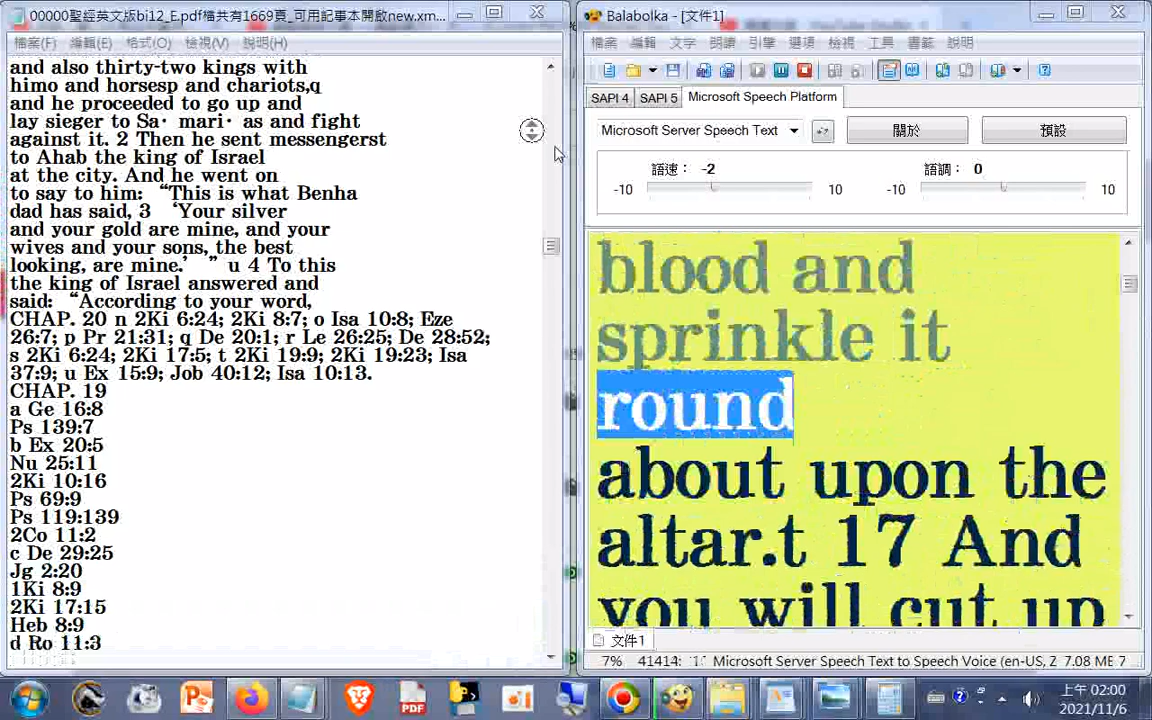 00000聖經英文版bi12_E.pdf檔共有1669頁_可用記事本開啟new.xm...
檔案(F) 編輯(E) 格式(O) 檢視(V) 說明(H)
and also thirty-two kings with
himo and horsesp and chariots,q
and he proceeded to go up and
lay sieger to Sa· mari· as and fight
against it. 2 Then he sent messengerst
to Ahab the king of Israel
at the city. And he went on
to say to him: “This is what Benha
dad has said, 3 ‘Your silver
and your gold are mine, and your
wives and your sons, the best
looking, are mine.’ ” u 4 To this
the king of Israel answered and
said: “According to your word,
CHAP. 20 n 2Ki 6:24; 2Ki 8:7; o Isa 10:8; Eze
26:7; p Pr 21:31; q De 20:1; r Le 26:25; De 28:52;
s 2Ki 6:24; 2Ki 17:5; t 2Ki 19:9; 2Ki 19:23; Isa
37:9; u Ex 15:9; Job 40:12; Isa 10:13.
CHAP. 19
a Ge 16:8
Ps 139:7
b Ex 20:5
Nu 25:11
2Ki 10:16
Ps 69:9
Ps 119:139
2Co 11:2
c De 29:25
Jg 2:20
1Ki 8:9
2Ki 17:15
Heb 8:9
d Ro 11:3
Balabolka - [文件1]
檔案 編輯 文字 朗讀 引擎 選項 檢視 工具 書籤 說明
SAPI 4 SAPI 5 Microsoft Speech Platform
Microsoft Server Speech Text 關於 預設
語速： -2 語調： 0
-10 10 -10 10
blood and
sprinkle it
round
about upon the
altar.t 17 And
you will cut up
文件1
7% 41414: Microsoft Server Speech Text to Speech Voice (en-US, 2 7.08 ME 7
PDF
上午 02:00
2021/11/6